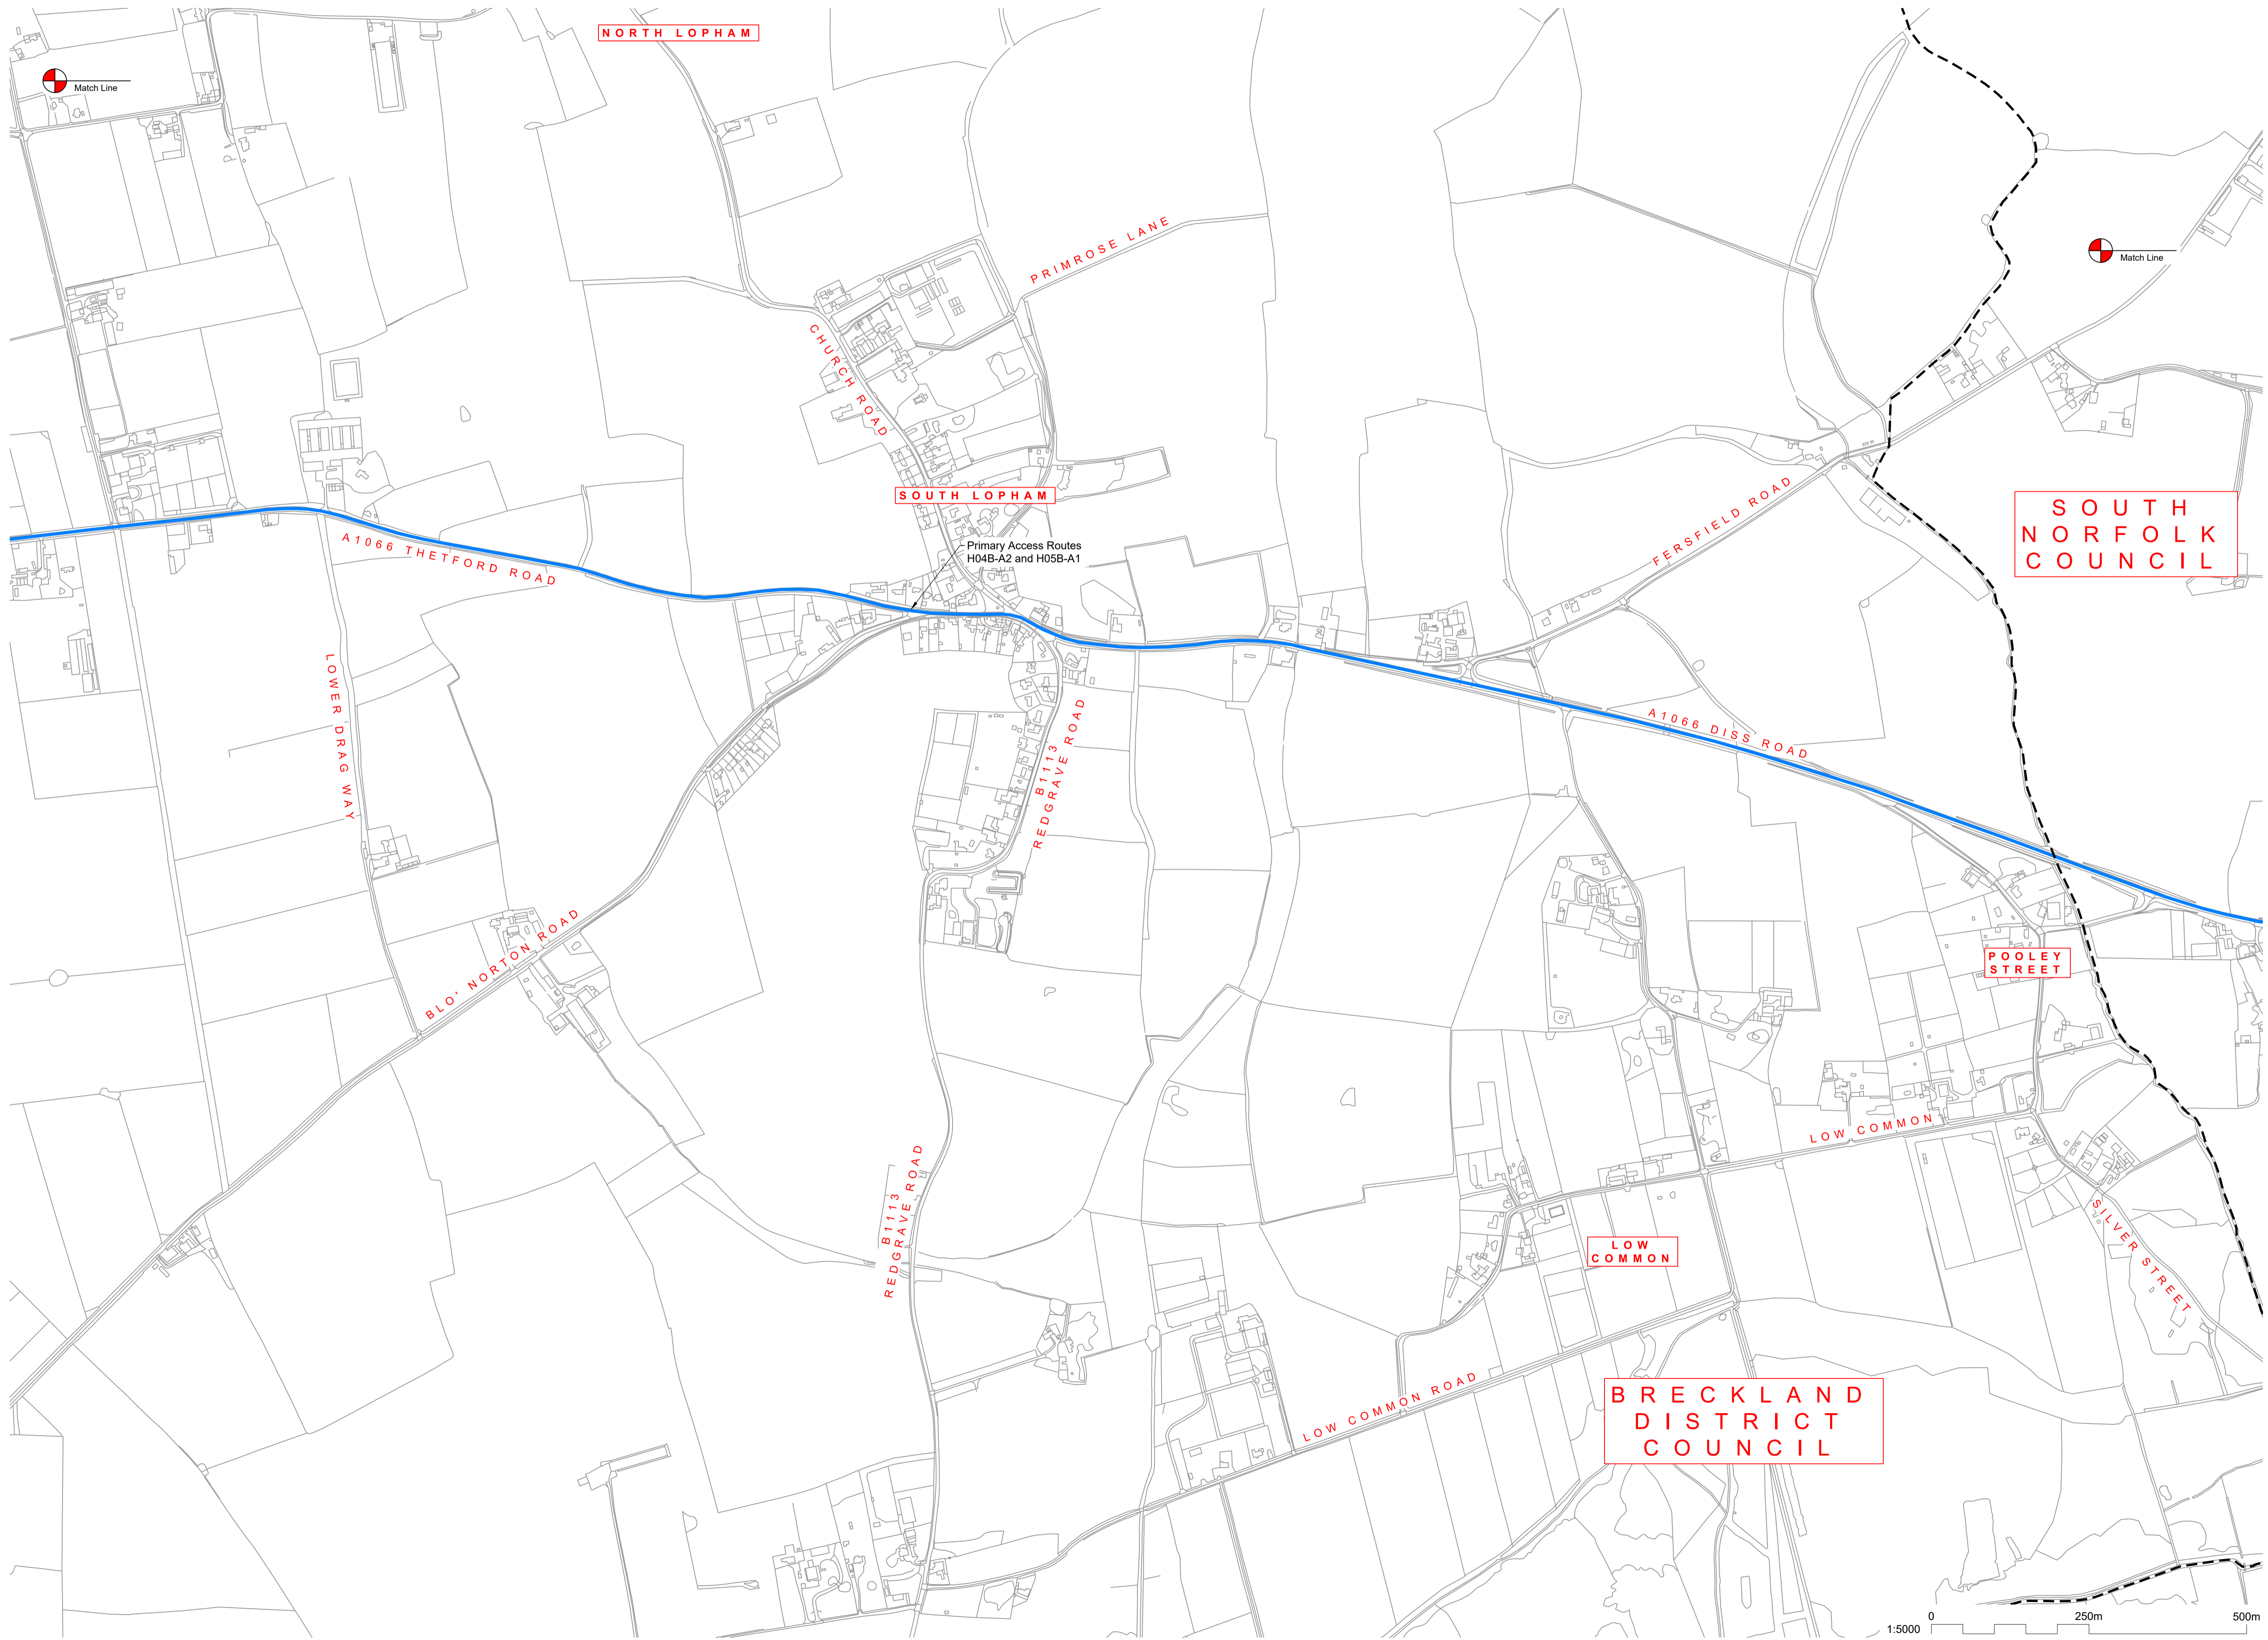 NORTH LOPHAM
Match Line
PRIMROSE LANE
Match Line
CHURCH ROAD
SOUTH LOPHAM
SOUTH
NORFOLK
COUNCIL
FERSFIELD ROAD
A1066 THETFORD ROAD
Primary Access Routes
H04B-A2 and H05B-A1
LOWER DRAG WAY
B1113
REDGRAVE ROAD
A1066 DISS ROAD
BLO' NORTON ROAD
POOLEY
STREET
LOW COMMON
B1113
REDGRAVE ROAD
SILVER STREET
LOW
COMMON
LOW COMMON ROAD
BRECKLAND
DISTRICT
COUNCIL
0 250m 500m
1:5000